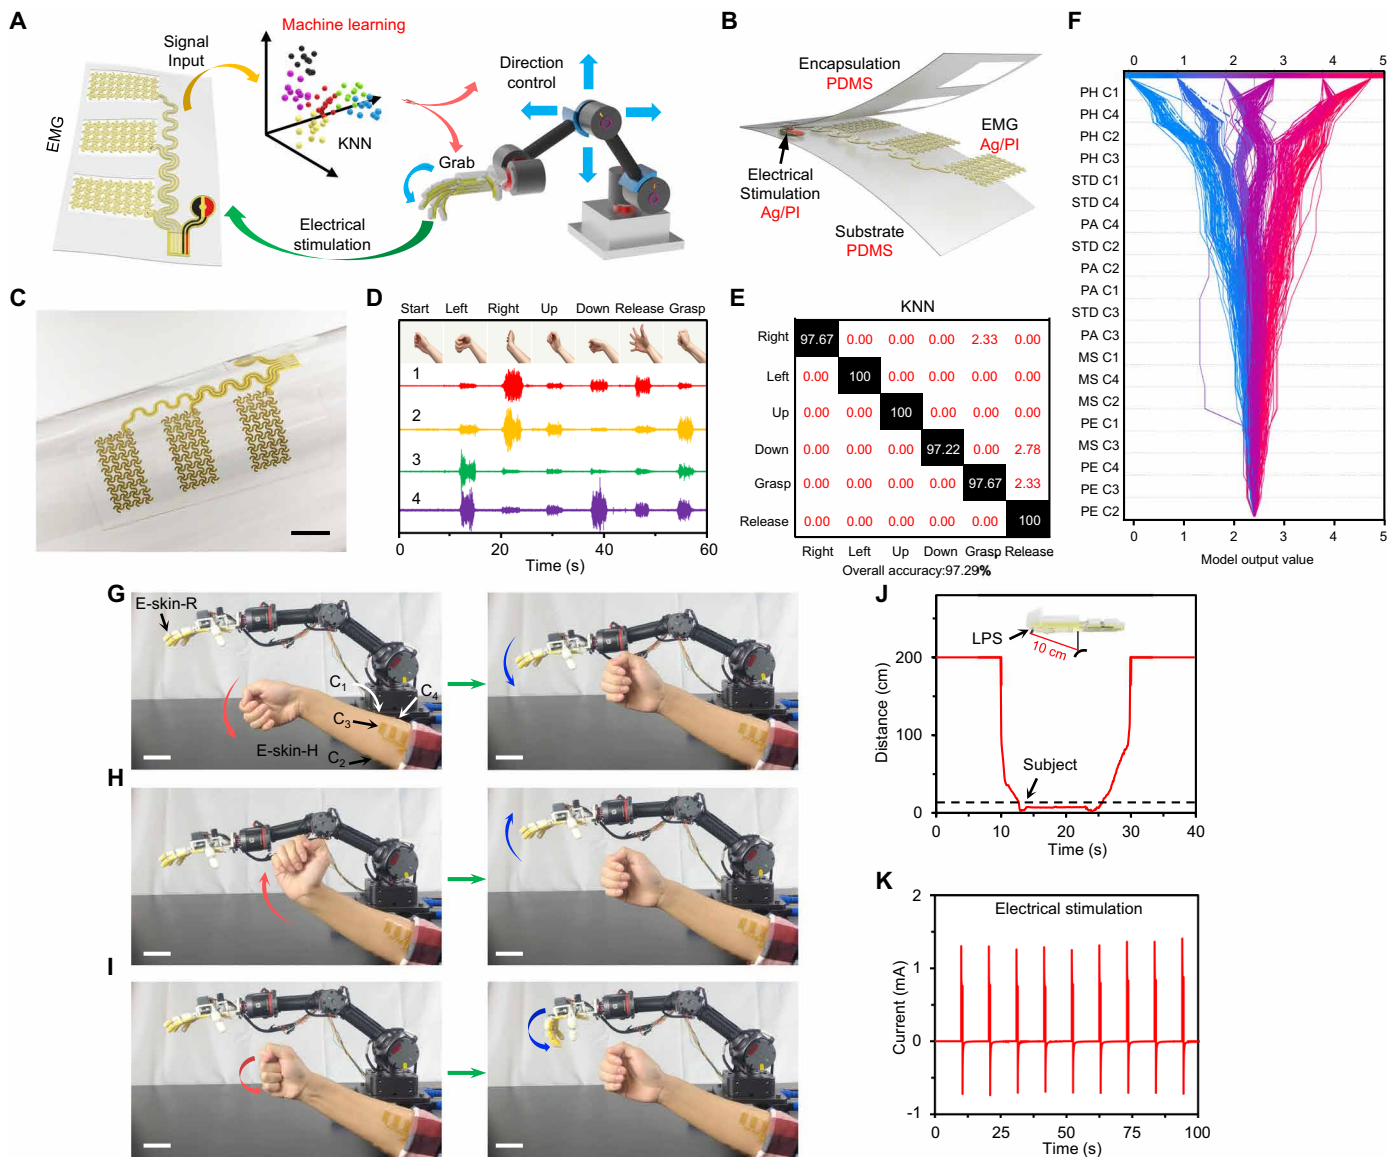 A
Signal
Input
Machine learning
KNN
EMG
Direction
control
Grab
Electrical
stimulation
B
Encapsulation
PDMS
EMG
Ag/PI
Electrical
Stimulation
Ag/PI
Substrate
PDMS
C
D
Start Left Right Up Down Release Grasp
1
2
3
4
0 20 40 60
Time (s)
E
KNN
Right 97.67 0.00 0.00 0.00 2.33 0.00
Left 0.00 100 0.00 0.00 0.00 0.00
Up 0.00 0.00 100 0.00 0.00 0.00
Down 0.00 0.00 0.00 97.22 0.00 2.78
Grasp 0.00 0.00 0.00 0.00 97.67 2.33
Release 0.00 0.00 0.00 0.00 0.00 100
Right Left Up Down Grasp Release
Overall accuracy:97.29%
F
0 1 2 3 4 5
PH C1
PH C4
PH C2
PH C3
STD C1
STD C4
PA C4
STD C2
PA C2
PA C1
STD C3
PA C3
MS C1
MS C4
MS C2
PE C1
MS C3
PE C4
PE C3
PE C2
0 1 2 3 4 5
Model output value
G
E-skin-R
C1
C4
C3
E-skin-H
C2
H
I
J
LPS
10 cm
200
100
0
Distance (cm)
Subject
0 10 20 30 40
Time (s)
K
Electrical stimulation
2
1
0
-1
Current (mA)
0 25 50 75 100
Time (s)